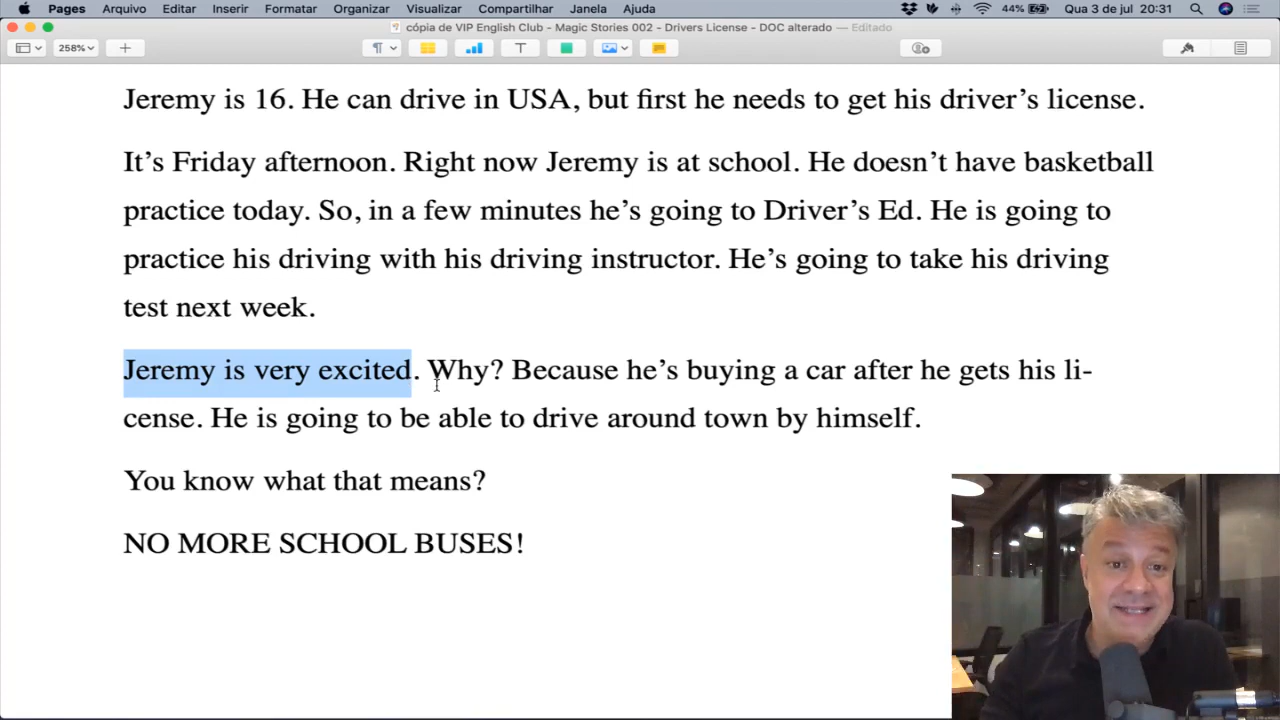 Pages Arquivo Editar Inserir Formatar Organizar Visualizar Compartilhar Janela Ajuda 44% Qua 3 de jul 20:31
cópia de VIP English Club - Magic Stories 002 - Drivers License - DOC alterado — Editado
258%
Jeremy is 16. He can drive in USA, but first he needs to get his driver’s license.
It’s Friday afternoon. Right now Jeremy is at school. He doesn’t have basketball
practice today. So, in a few minutes he’s going to Driver’s Ed. He is going to
practice his driving with his driving instructor. He’s going to take his driving
test next week.
Jeremy is very excited. Why? Because he’s buying a car after he gets his li-
cense. He is going to be able to drive around town by himself.
You know what that means?
NO MORE SCHOOL BUSES!